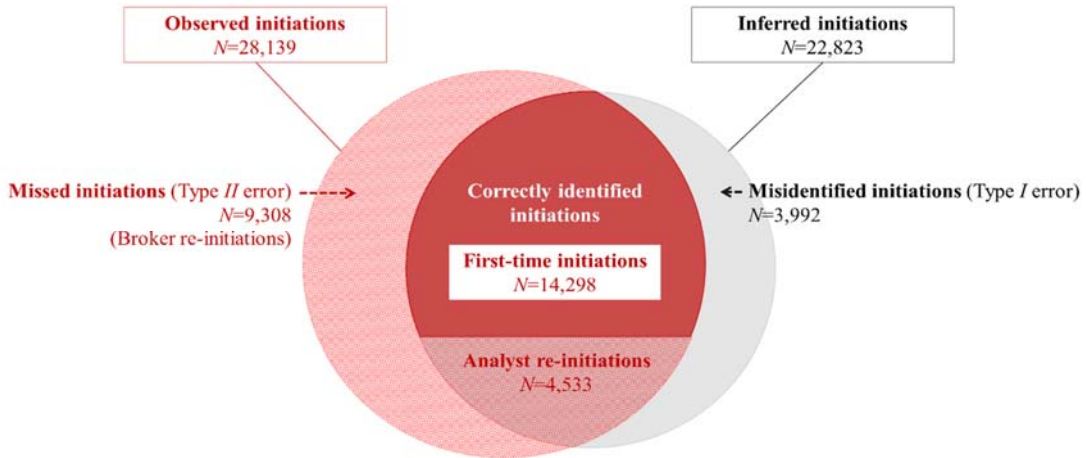 Observed initiations
N=28,139
Inferred initiations
N=22,823
Missed initiations (Type II error)
N=9,308
(Broker re-initiations)
Correctly identified
initiations
First-time initiations
N=14,298
Analyst re-initiations
N=4,533
Misidentified initiations (Type I error)
N=3,992